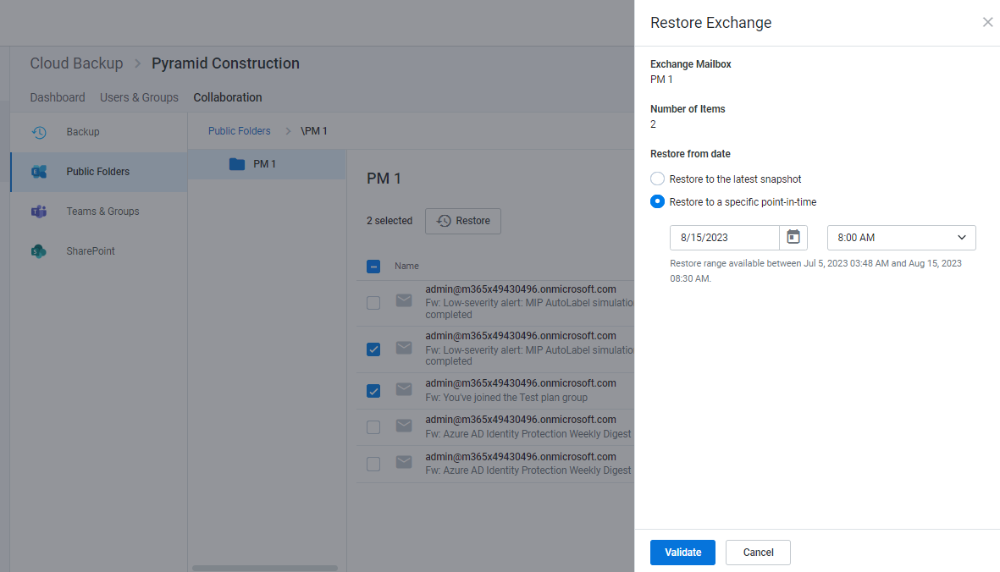 Restore Exchange
Cloud Backup > Pyramid Construction
Dashboard Users & Groups Collaboration
Backup
Public Folders
Teams & Groups
SharePoint
Public Folders > \PM 1
PM 1
PM 1
2 selected Restore
Name
admin@m365x49430496.onmicrosoft.com
Fw: Low-severity alert: MIP AutoLabel simulatio
completed
admin@m365x49430496.onmicrosoft.com
Fw: Low-severity alert: MIP AutoLabel simulatio
completed
admin@m365x49430496.onmicrosoft.com
Fw: You've joined the Test plan group
admin@m365x49430496.onmicrosoft.com
Fw: Azure AD Identity Protection Weekly Digest
admin@m365x49430496.onmicrosoft.com
Fw: Azure AD Identity Protection Weekly Digest
Exchange Mailbox
PM 1
Number of Items
2
Restore from date
Restore to the latest snapshot
Restore to a specific point-in-time
8/15/2023 8:00 AM
Restore range available between Jul 5, 2023 03:48 AM and Aug 15, 2023
08:30 AM.
Validate Cancel